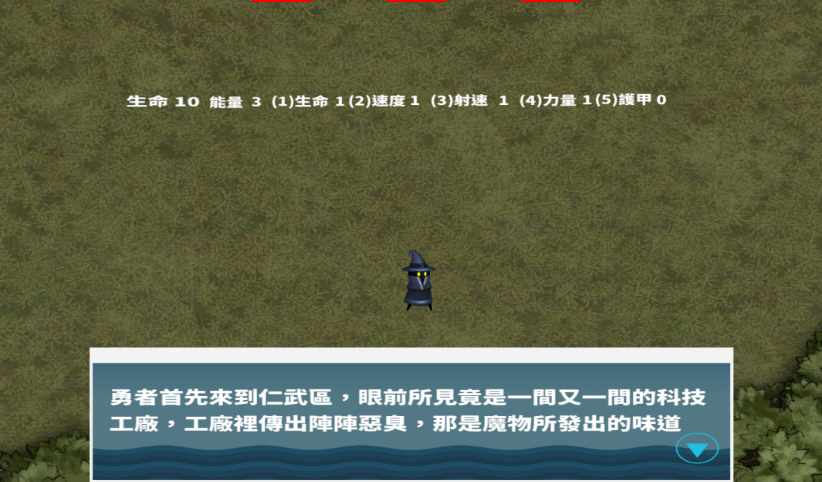 生命 10 能量 3 (1)生命 1(2)速度 1 (3)射速 1 (4)力量 1(5)護甲 0
勇者首先來到仁武區，眼前所見竟是一間又一間的科技
工廠，工廠裡傳出陣陣惡臭，那是魔物所發出的味道